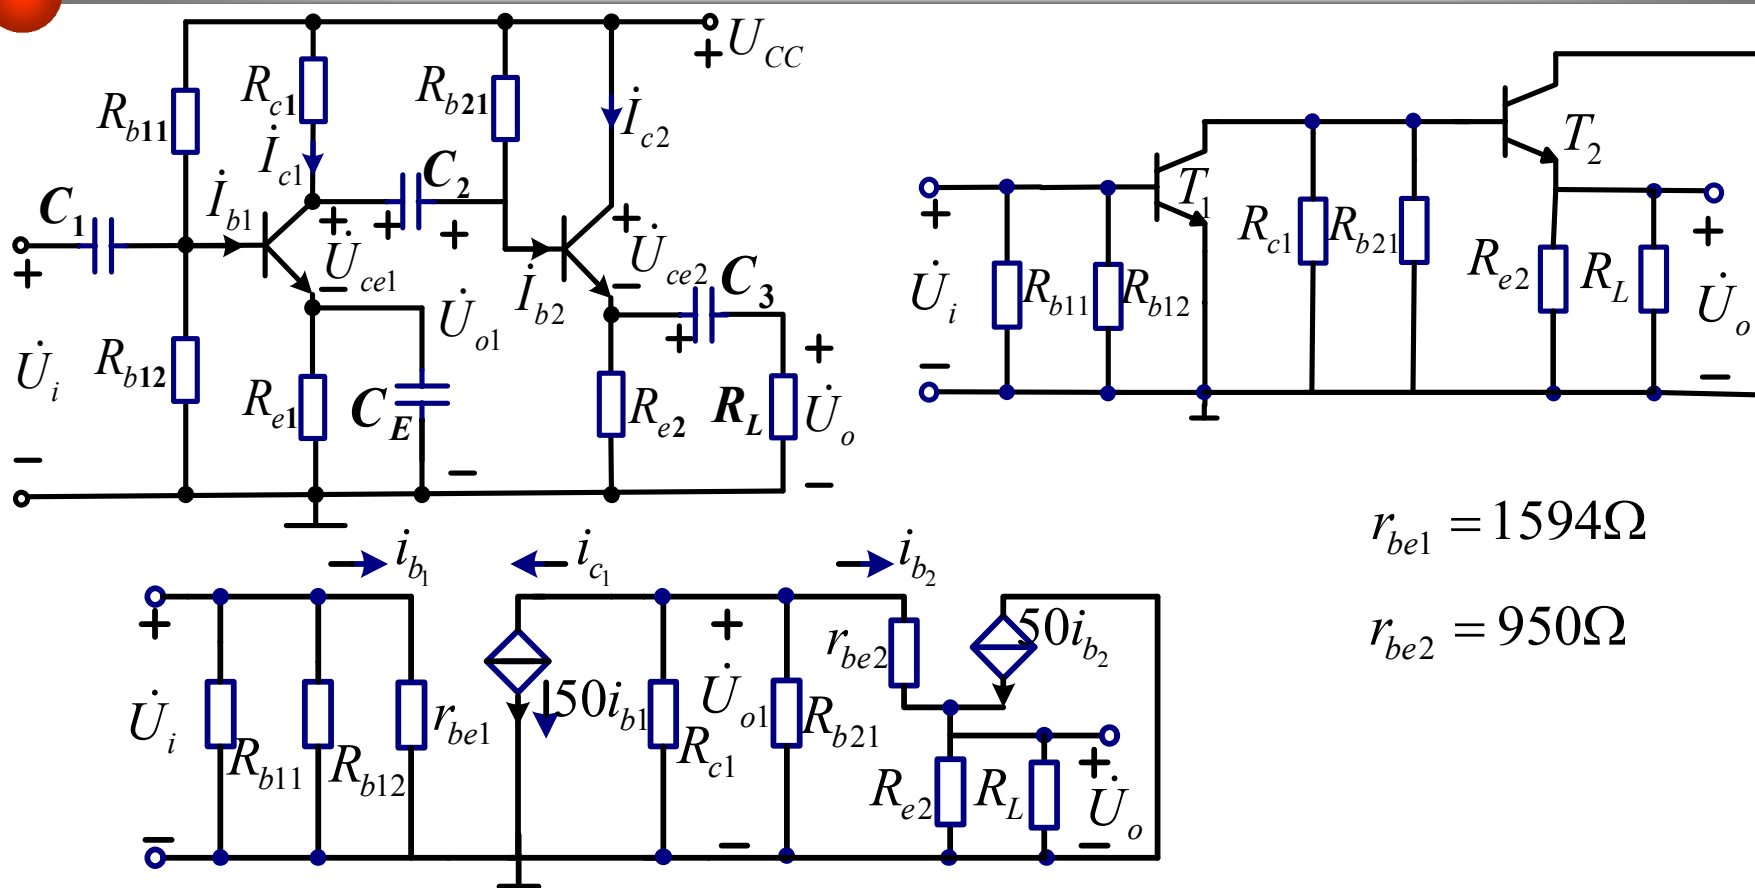 U_CC
+
R_b11
R_c1
R_b21
İ_c1
İ_c2
C_1
İ_b1
C_2
+
+
+
+
+
U̇_ce1
−
İ_b2
U̇_ce2
−
C_3
U̇_o1
+
+
U̇_i
R_b12
R_e1
C_E
R_e2
R_L
U̇_o
−
−
−
T_1
T_2
+
U̇_i
−
R_b11
R_b12
R_c1
R_b21
R_e2
R_L
+
U̇_o
−
r_be1 = 1594Ω
r_be2 = 950Ω
i_b1
i_c1
i_b2
+
U̇_i
−
R_b11
R_b12
r_be1
50i_b1
R_c1
+
U̇_o1
−
R_b21
r_be2
50i_b2
R_e2
R_L
+
U̇_o
−